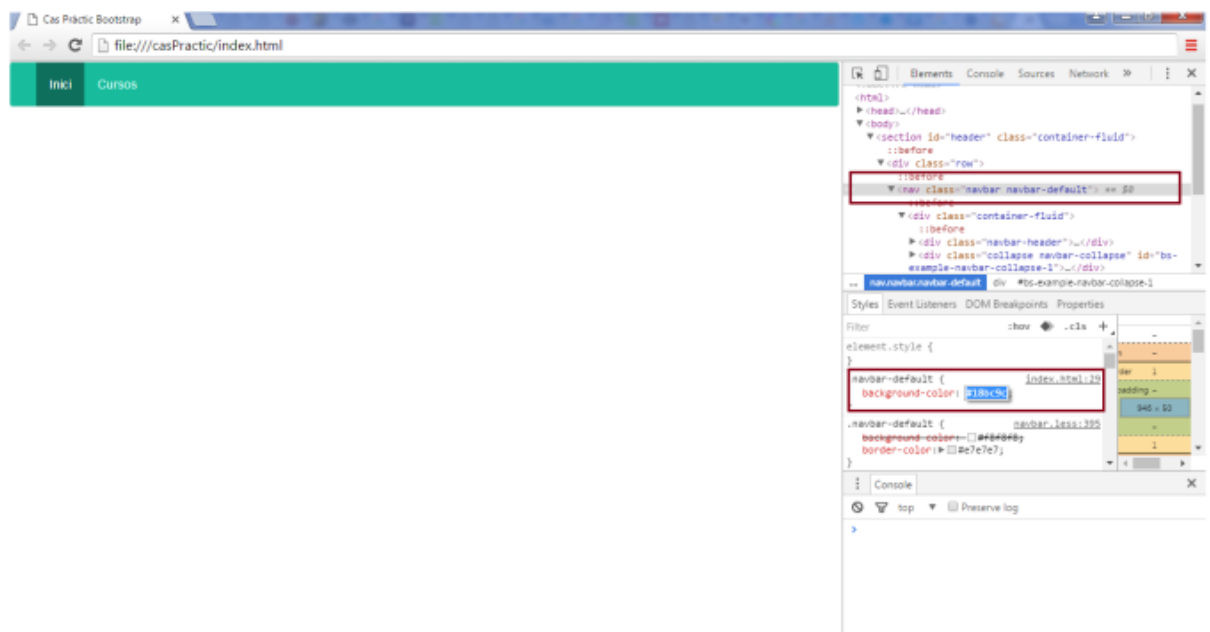 Cas Pràctic Bootstrap
file:///casPractic/index.html
Inici Cursos
Elements Console Sources Network »
<html>
<head>…</head>
<body>
<section id="header" class="container-fluid">
::before
<div class="row">
::before
<nav class="navbar navbar-default"> == $0
::before
<div class="container-fluid">
::before
<div class="navbar-header">…</div>
<div class="collapse navbar-collapse" id="bs-
example-navbar-collapse-1">…</div>
... nav.navbar.navbar-default div #bs-example-navbar-collapse-1
Styles Event Listeners DOM Breakpoints Properties
Filter :hov .cls +
element.style {
}
.navbar-default { index.html:29
background-color: #18bc9c
.navbar-default { navbar.less:395
background-color: #f8f8f8;
border-color: #e7e7e7;
}
1
padding –
946 × 50
–
1
Console
top Preserve log